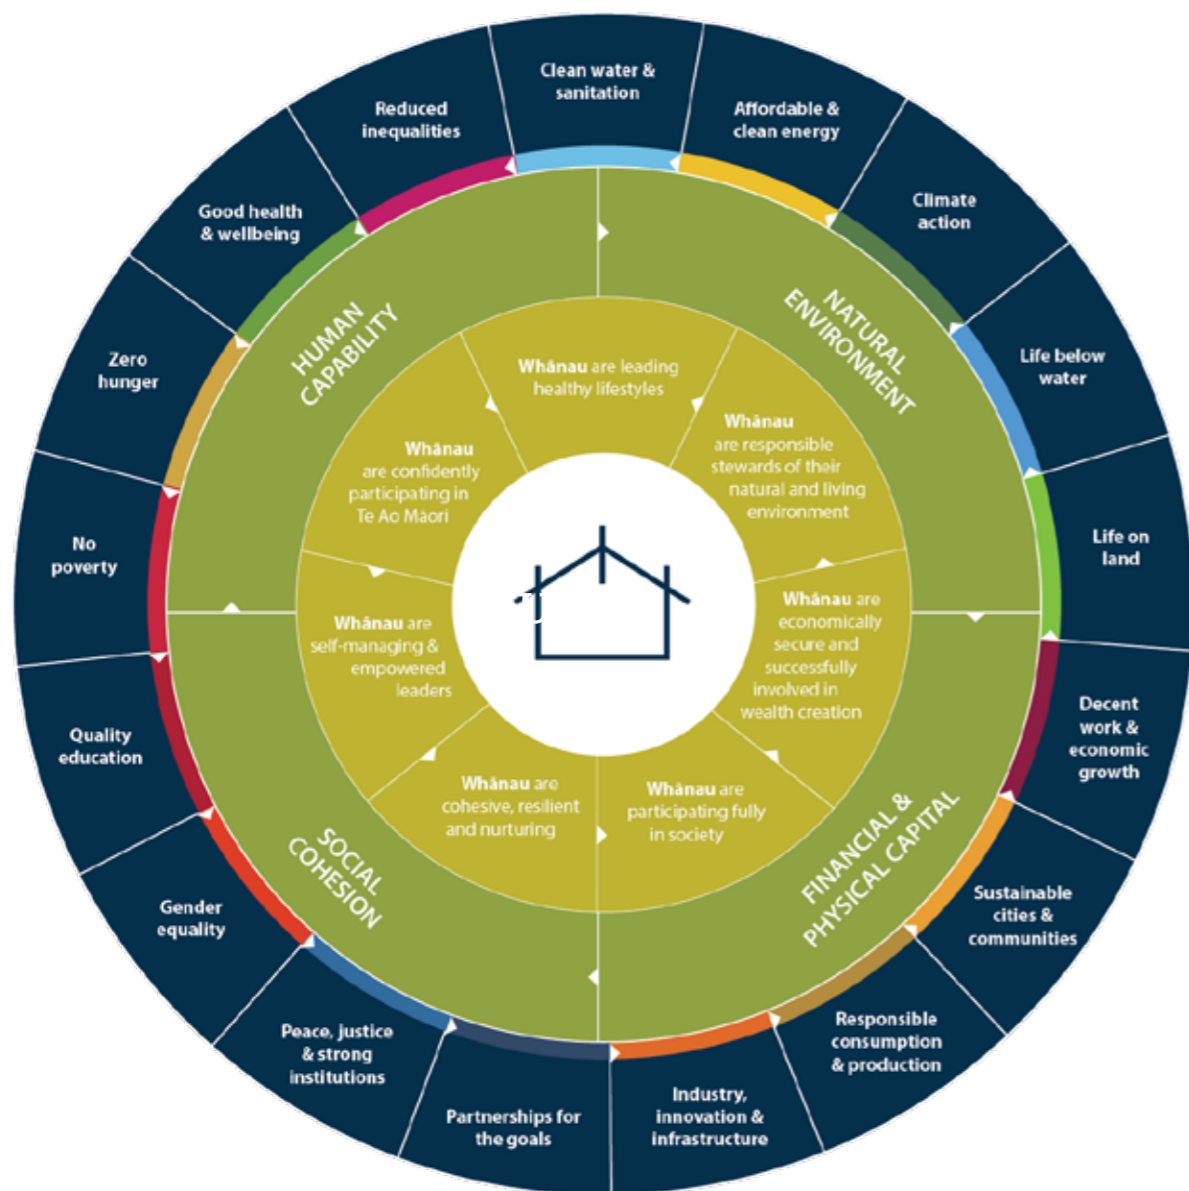 Clean water &
sanitation
Affordable &
clean energy
Climate
action
Life below
water
Life on
land
Decent
work &
economic
growth
Sustainable
cities &
communities
Responsible
consumption
& production
Industry,
innovation &
infrastructure
Partnerships for
the goals
Peace, justice
& strong
institutions
Gender
equality
Quality
education
No
poverty
Zero
hunger
Good health
& wellbeing
Reduced
inequalities
HUMAN
CAPABILITY
NATURAL
ENVIRONMENT
FINANCIAL &
PHYSICAL CAPITAL
SOCIAL
COHESION
Whānau are leading
healthy lifestyles
Whānau
are responsible
stewards of their
natural and living
environment
Whānau are
economically
secure and
successfully
involved in
wealth creation
Whānau are
participating fully
in society
Whānau are
cohesive, resilient
and nurturing
Whānau are
self-managing &
empowered
leaders
Whānau
are confidently
participating in
Te Ao Māori